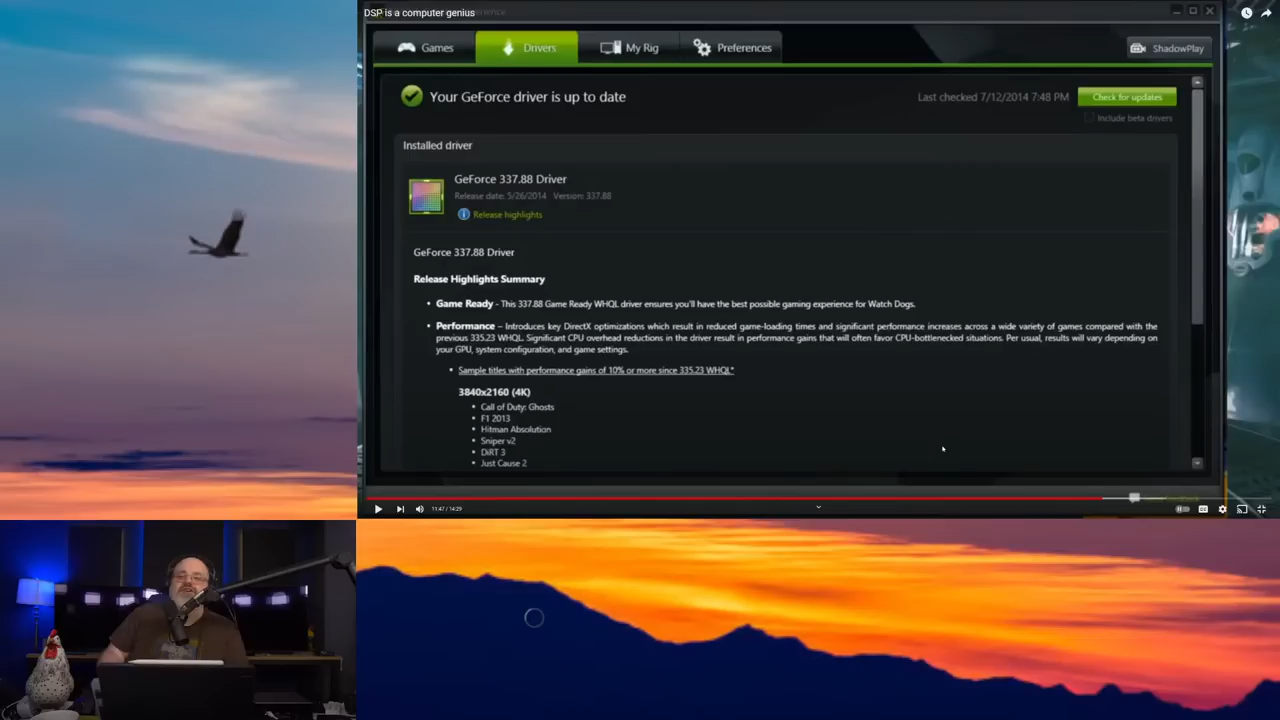 DSP is a computer genius
Games
Drivers
My Rig
Preferences
ShadowPlay
Your GeForce driver is up to date
Last checked 7/12/2014 7:48 PM
Check for updates
Include beta drivers
Installed driver
GeForce 337.88 Driver
Release date: 5/26/2014 Version: 337.88
Release highlights
GeForce 337.88 Driver
Release Highlights Summary
• Game Ready - This 337.88 Game Ready WHQL driver ensures you'll have the best possible gaming experience for Watch Dogs.
• Performance – Introduces key DirectX optimizations which result in reduced game-loading times and significant performance increases across a wide variety of games compared with the
previous 335.23 WHQL. Significant CPU overhead reductions in the driver result in performance gains that will often favor CPU-bottlenecked situations. Per usual, results will vary depending on
your GPU, system configuration, and game settings.
• Sample titles with performance gains of 10% or more since 335.23 WHQL*
3840x2160 (4K)
• Call of Duty: Ghosts
• F1 2013
• Hitman Absolution
• Sniper v2
• DiRT 3
• Just Cause 2
11:47 / 14:29
CC